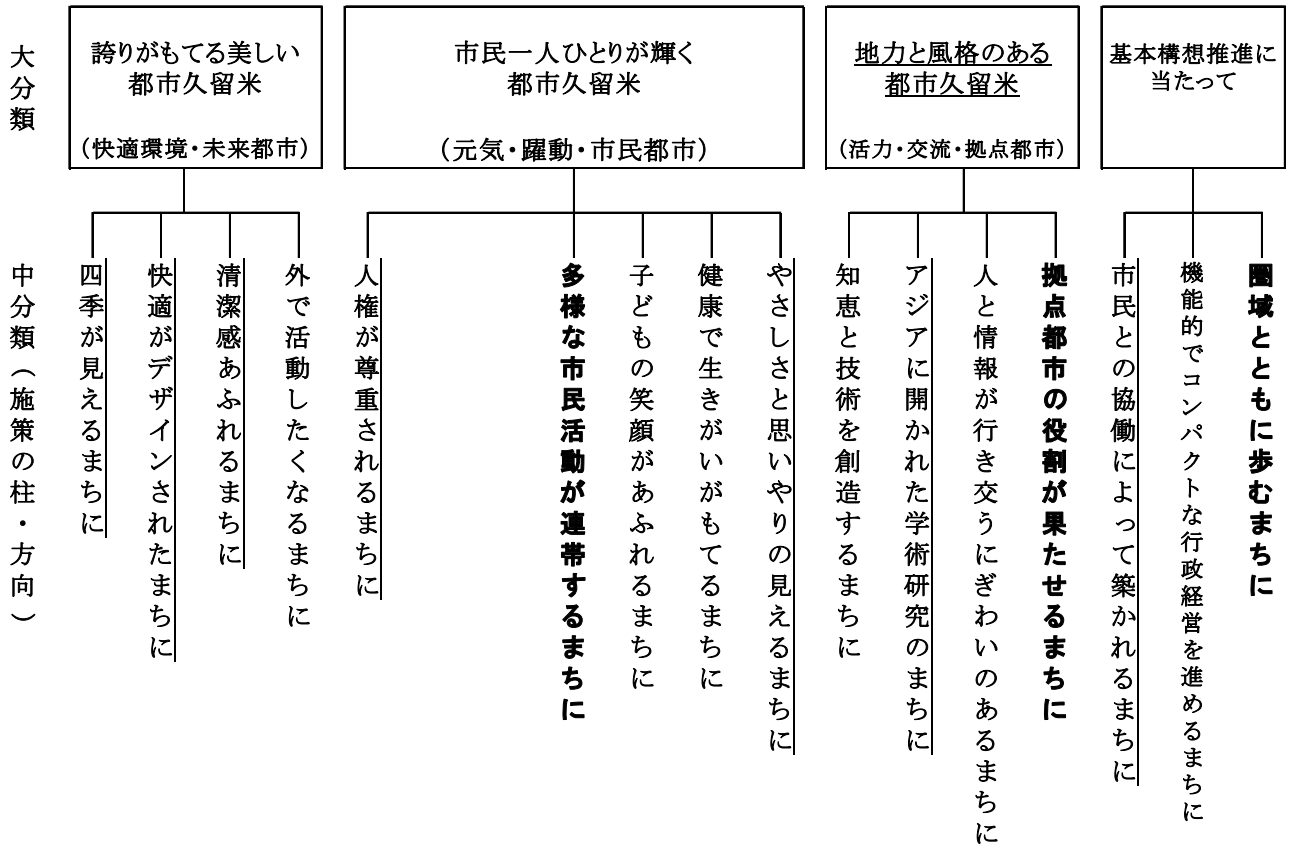 大分類
誇りがもてる美しい
都市久留米
（快適環境・未来都市）
市民一人ひとりが輝く
都市久留米
（元気・躍動・市民都市）
地力と風格のある
都市久留米
（活力・交流・拠点都市）
基本構想推進に
当たって
中分類（施策の柱・方向）
四季が見えるまちに
快適がデザインされたまちに
清潔感あふれるまちに
外で活動したくなるまちに
人権が尊重されるまちに
多様な市民活動が連帯するまちに
子どもの笑顔があふれるまちに
健康で生きがいがもてるまちに
やさしさと思いやりの見えるまちに
知恵と技術を創造するまちに
アジアに開かれた学術研究のまちに
人と情報が行き交うにぎわいのあるまちに
拠点都市の役割が果たせるまちに
市民との協働によって築かれるまちに
機能的でコンパクトな行政経営を進めるまちに
圏域とともに歩むまちに